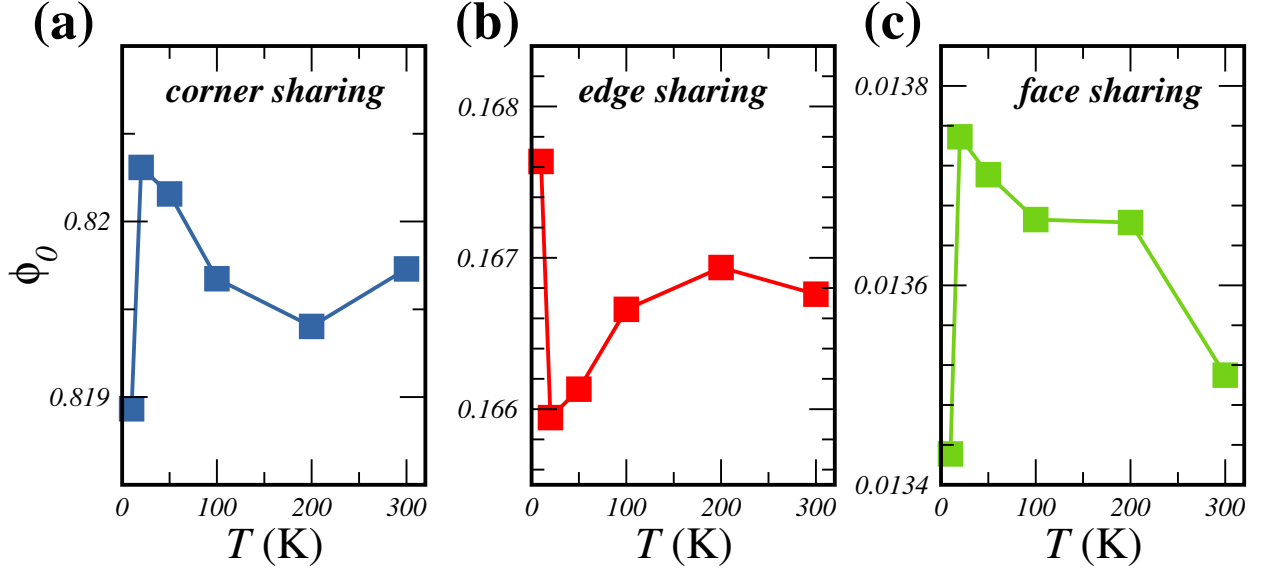 (a)
corner sharing
ϕ0
0.82
0.819
0 100 200 300
T (K)
(b)
edge sharing
0.168
0.167
0.166
0 100 200 300
T (K)
(c)
face sharing
0.0138
0.0136
0.0134
0 100 200 300
T (K)